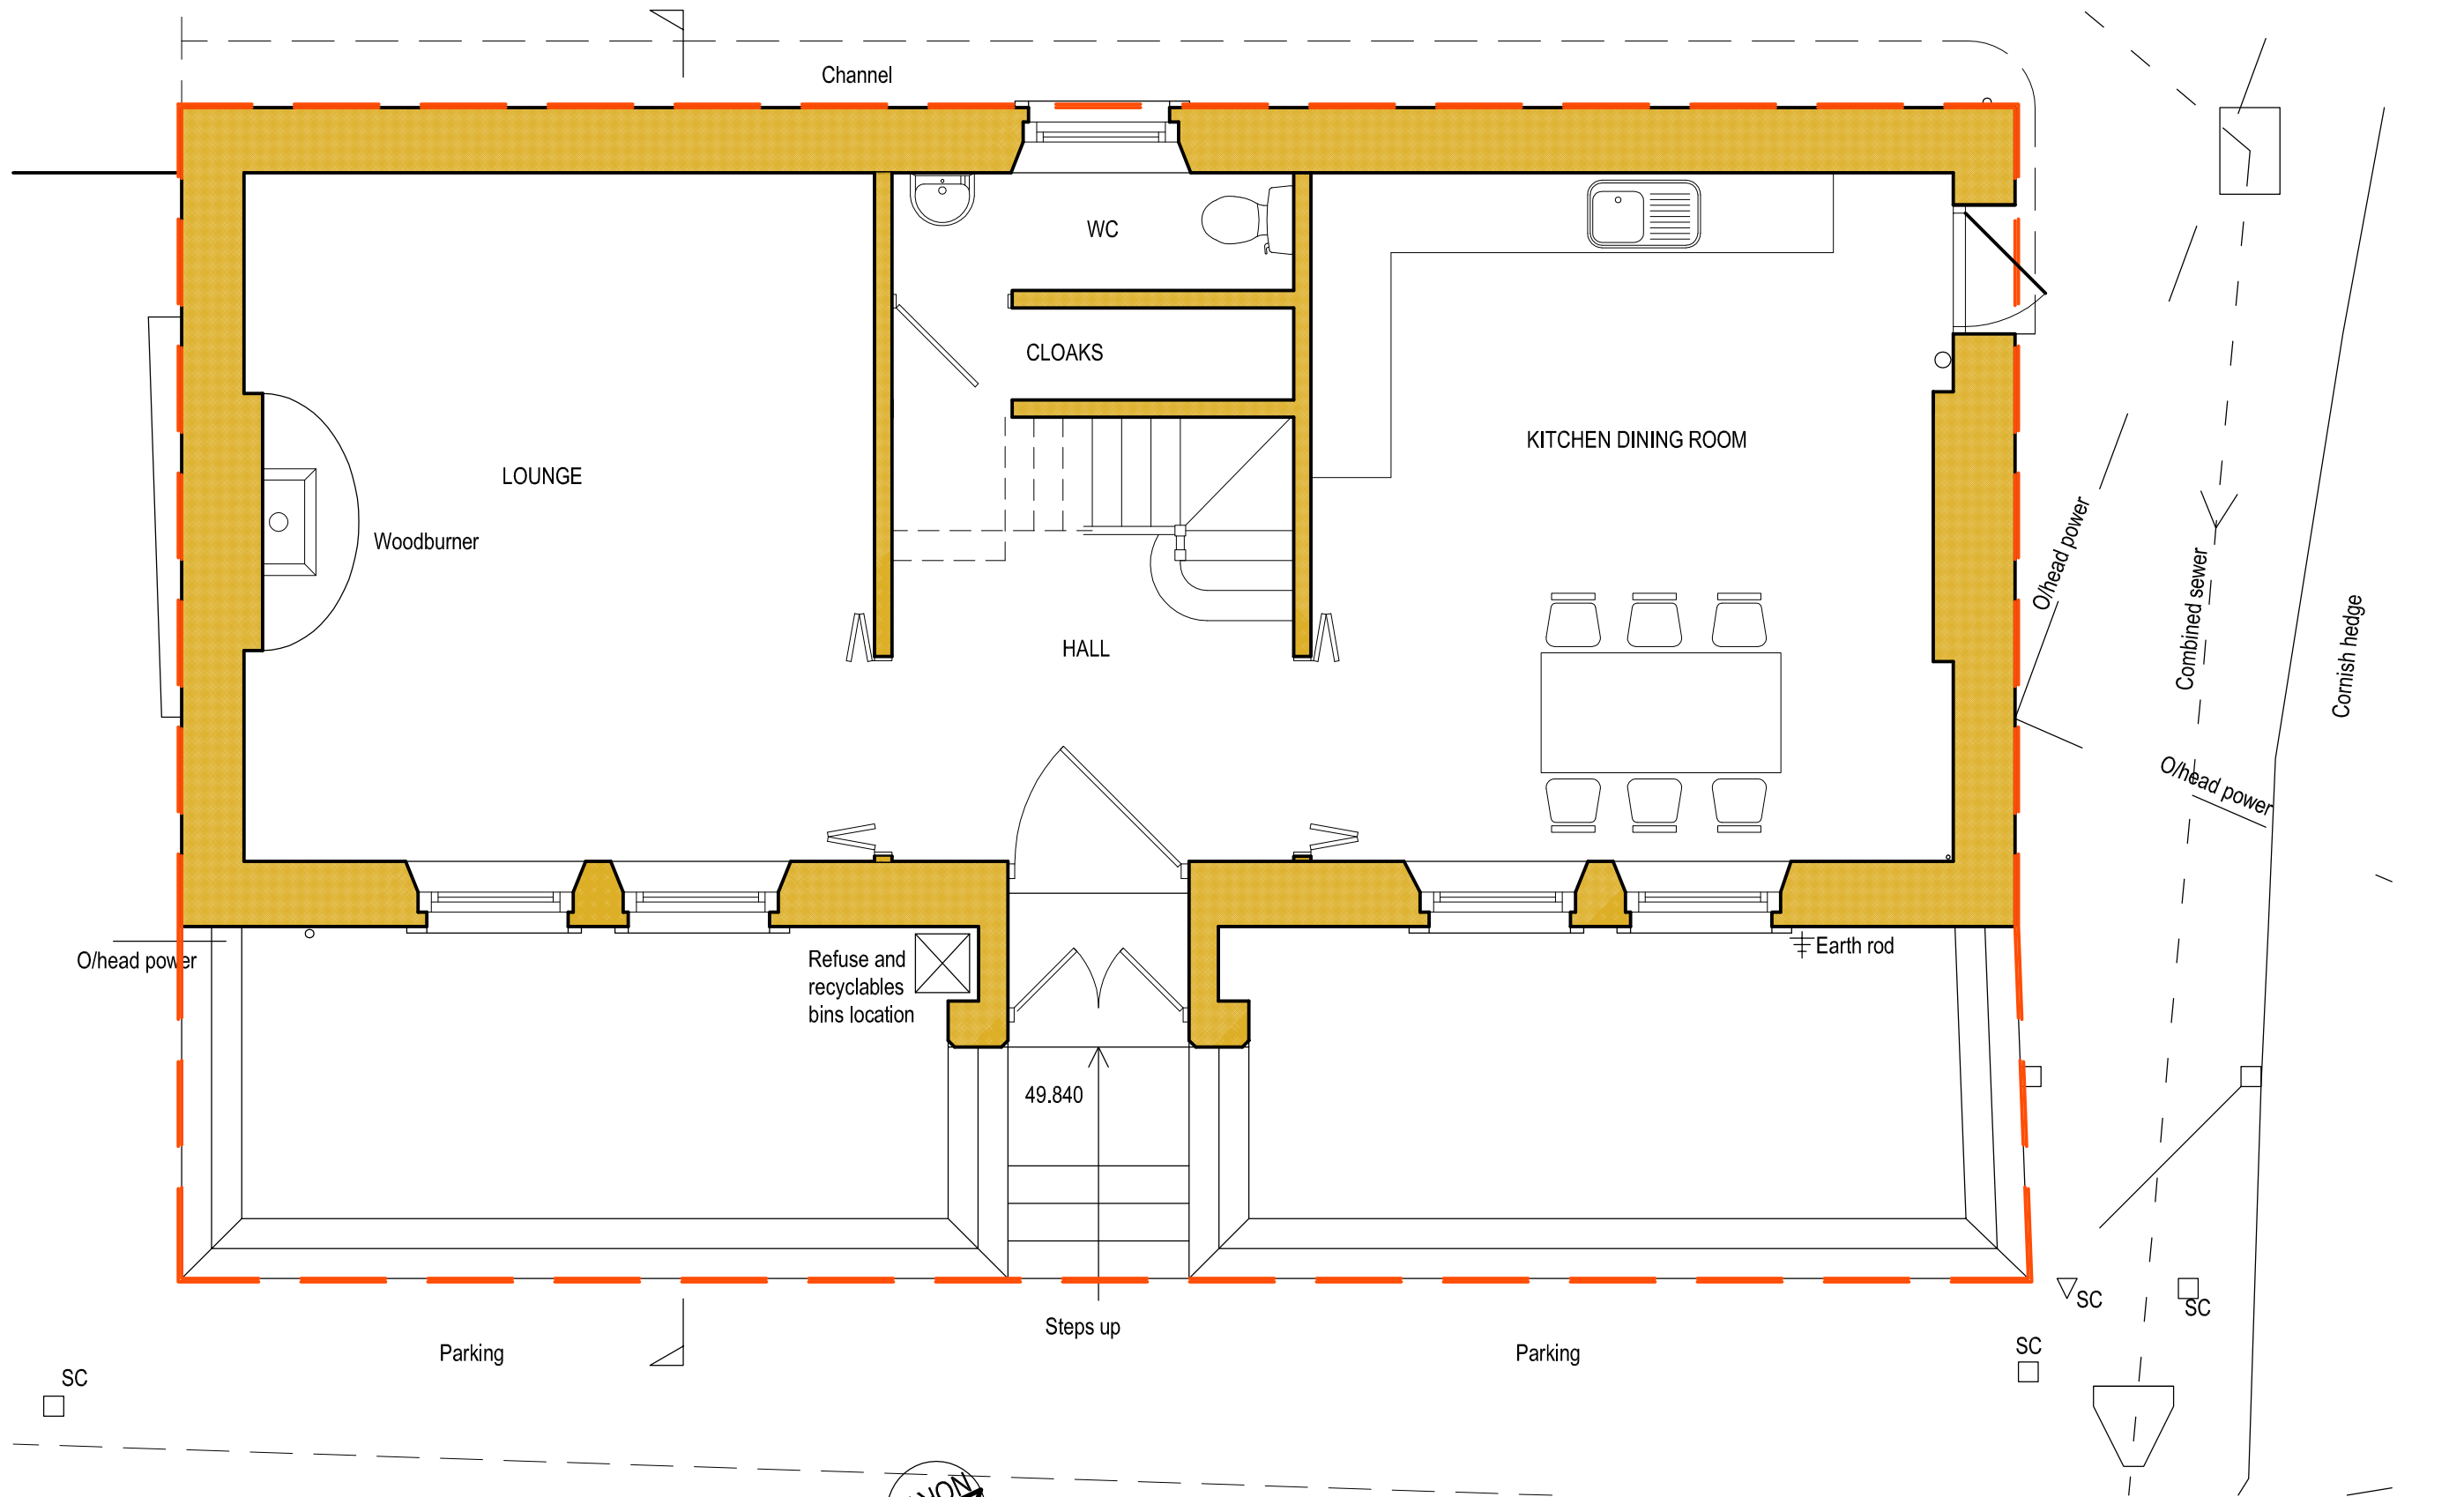 Channel
WC
CLOAKS
KITCHEN DINING ROOM
LOUNGE
Woodburner
HALL
O/head power
Combined sewer
Cornish hedge
O/head power
O/head power
Refuse and
recyclables
bins location
Earth rod
49.840
Steps up
Parking
Parking
SC
SC
SC
SC